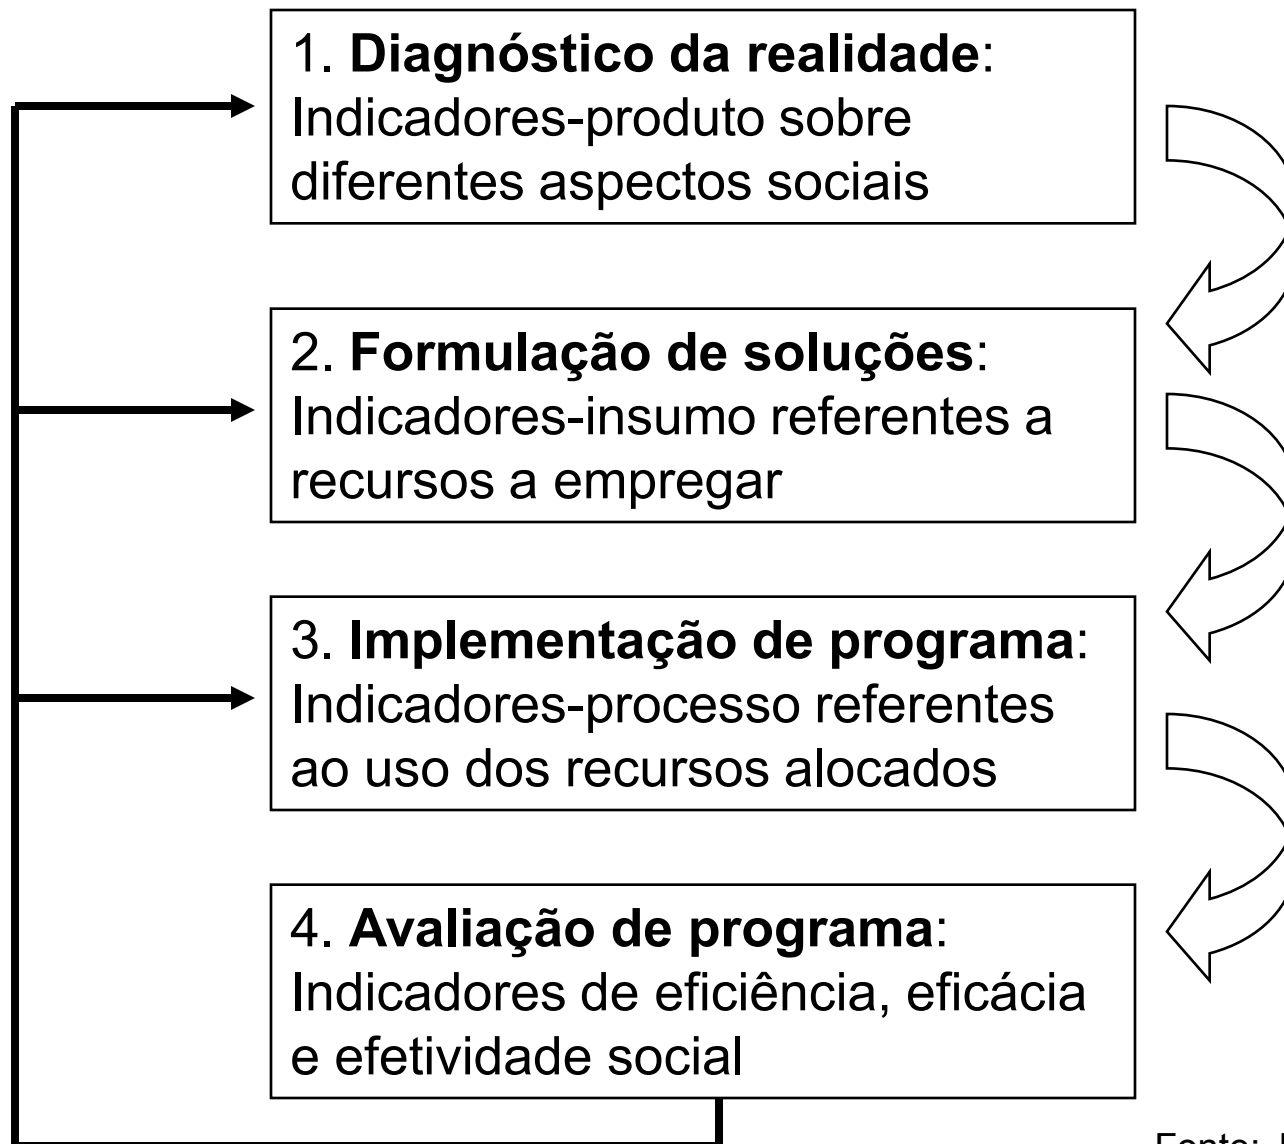 1. Diagnóstico da realidade:
Indicadores-produto sobre
diferentes aspectos sociais
2. Formulação de soluções:
Indicadores-insumo referentes a
recursos a empregar
3. Implementação de programa:
Indicadores-processo referentes
ao uso dos recursos alocados
4. Avaliação de programa:
Indicadores de eficiência, eficácia
e efetividade social
Fonte: